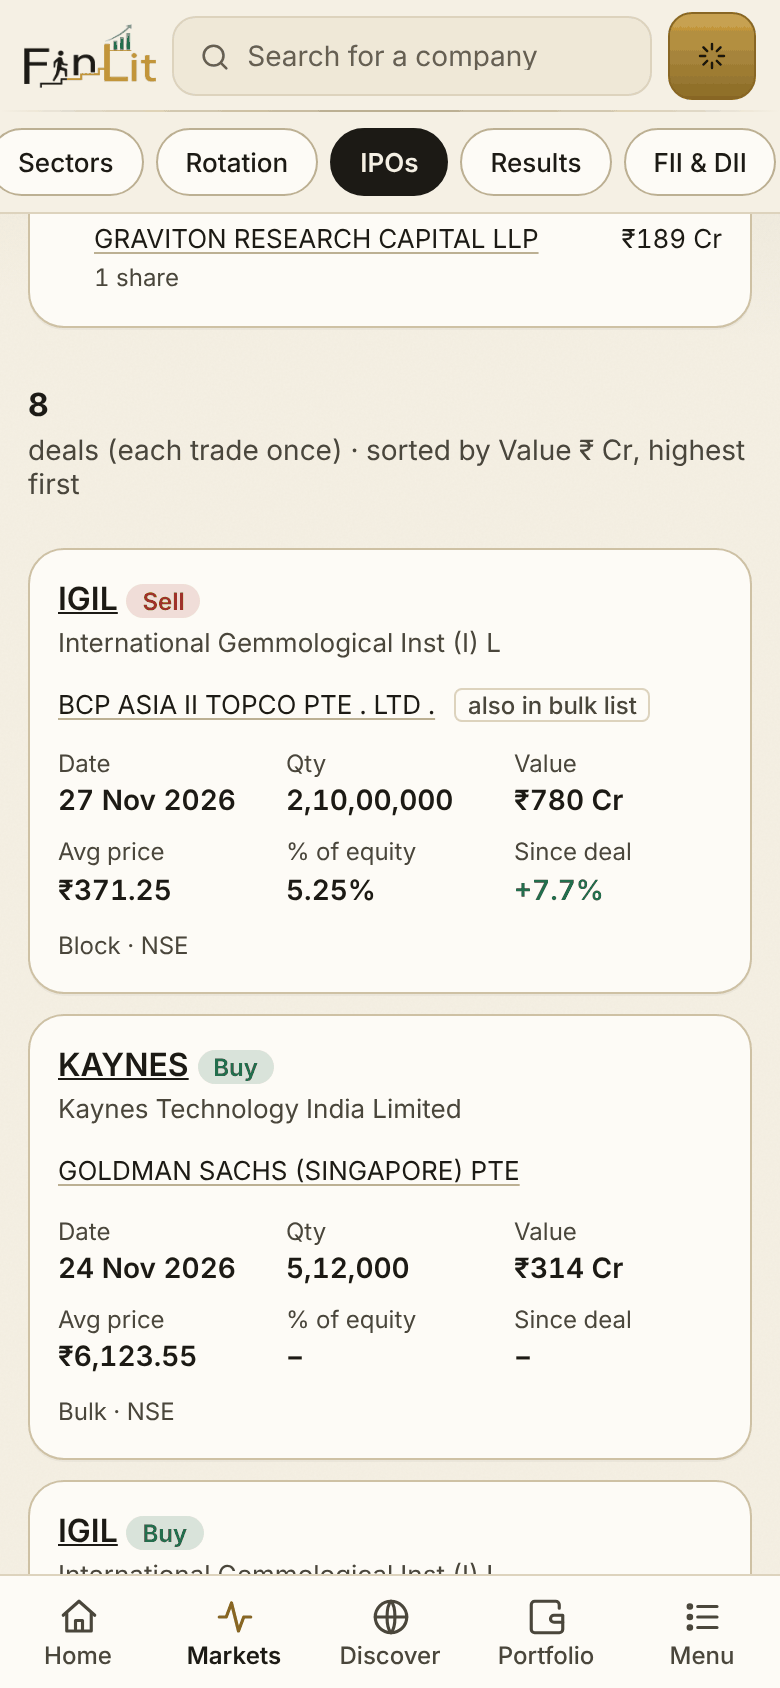 FinLit
Search for a company
Sectors
Rotation
IPOs
Results
FII & DII
GRAVITON RESEARCH CAPITAL LLP
₹189 Cr
1 share
8
deals (each trade once) · sorted by Value ₹ Cr, highest
first
IGIL Sell
International Gemmological Inst (I) L
BCP ASIA II TOPCO PTE . LTD . also in bulk list
Date Qty Value
27 Nov 2026 2,10,00,000 ₹780 Cr
Avg price % of equity Since deal
₹371.25 5.25% +7.7%
Block · NSE
KAYNES Buy
Kaynes Technology India Limited
GOLDMAN SACHS (SINGAPORE) PTE
Date Qty Value
24 Nov 2026 5,12,000 ₹314 Cr
Avg price % of equity Since deal
₹6,123.55 – –
Bulk · NSE
IGIL Buy
International Gemmological Inst (I) L
Home Markets Discover Portfolio Menu